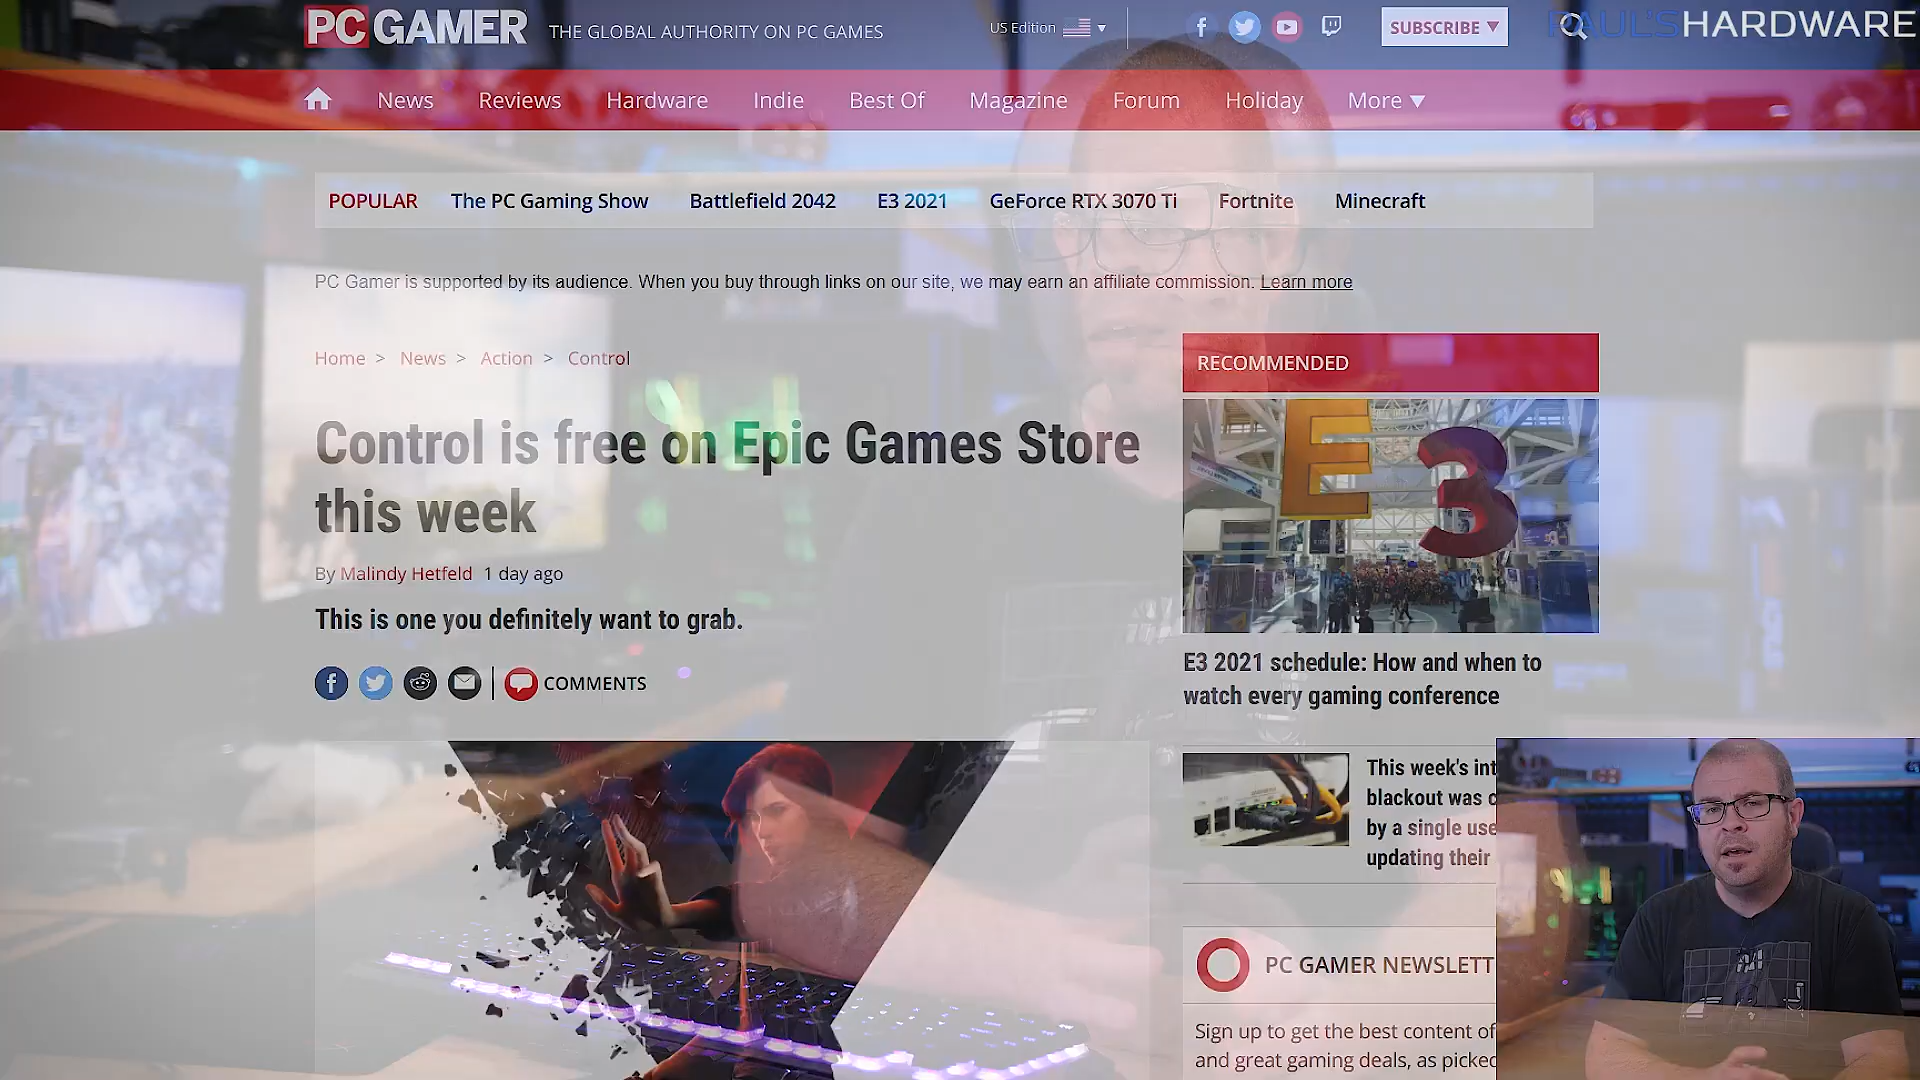 PC GAMER THE GLOBAL AUTHORITY ON PC GAMES US Edition SUBSCRIBE PAUL'SHARDWARE
News Reviews Hardware Indie Best Of Magazine Forum Holiday More
POPULAR The PC Gaming Show Battlefield 2042 E3 2021 GeForce RTX 3070 Ti Fortnite Minecraft
PC Gamer is supported by its audience. When you buy through links on our site, we may earn an affiliate commission. Learn more
Home > News > Action > Control
Control is free on Epic Games Store
this week
By Malindy Hetfeld 1 day ago
This is one you definitely want to grab.
COMMENTS
RECOMMENDED
E3
E3 2021 schedule: How and when to
watch every gaming conference
This week's int
blackout was c
by a single use
updating their
PC GAMER NEWSLETT
Sign up to get the best content of
and great gaming deals, as picked